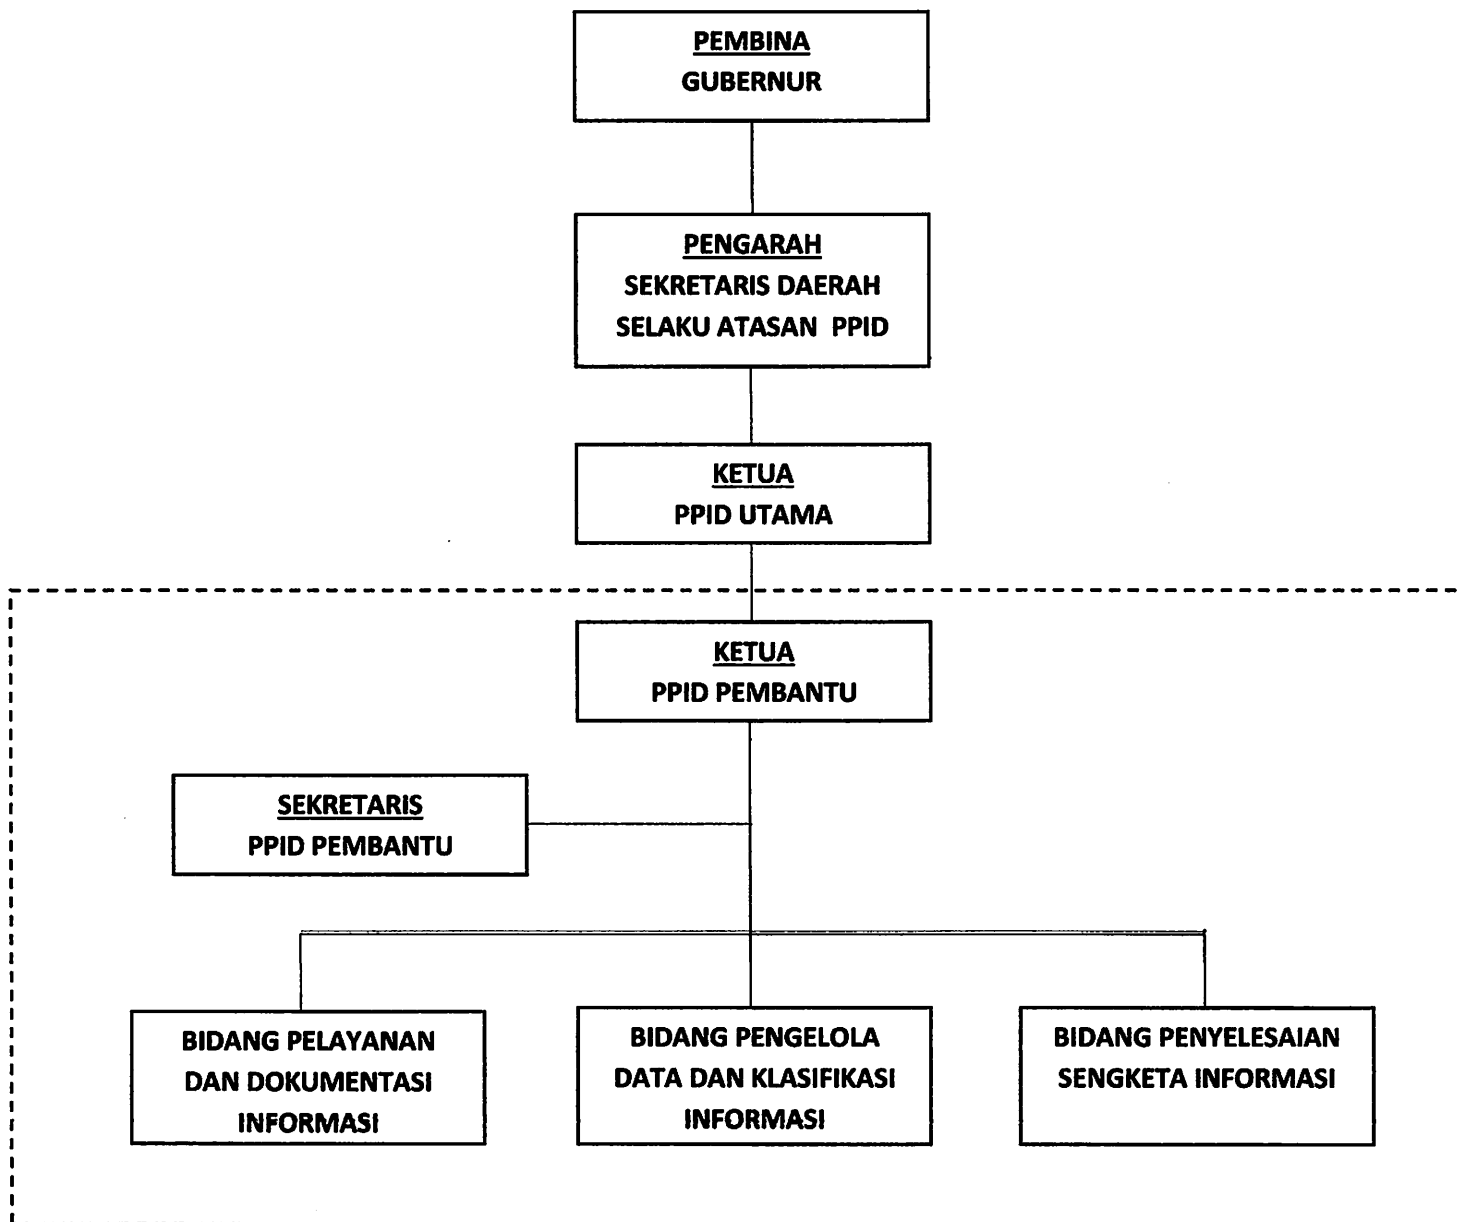 PEMBINA
GUBERNUR
PENGARAH
SEKRETARIS DAERAH
SELAKU ATASAN PPID
KETUA
PPID UTAMA
KETUA
PPID PEMBANTU
SEKRETARIS
PPID PEMBANTU
BIDANG PELAYANAN
DAN DOKUMENTASI
INFORMASI
BIDANG PENGELOLA
DATA DAN KLASIFIKASI
INFORMASI
BIDANG PENYELESAIAN
SENGKETA INFORMASI